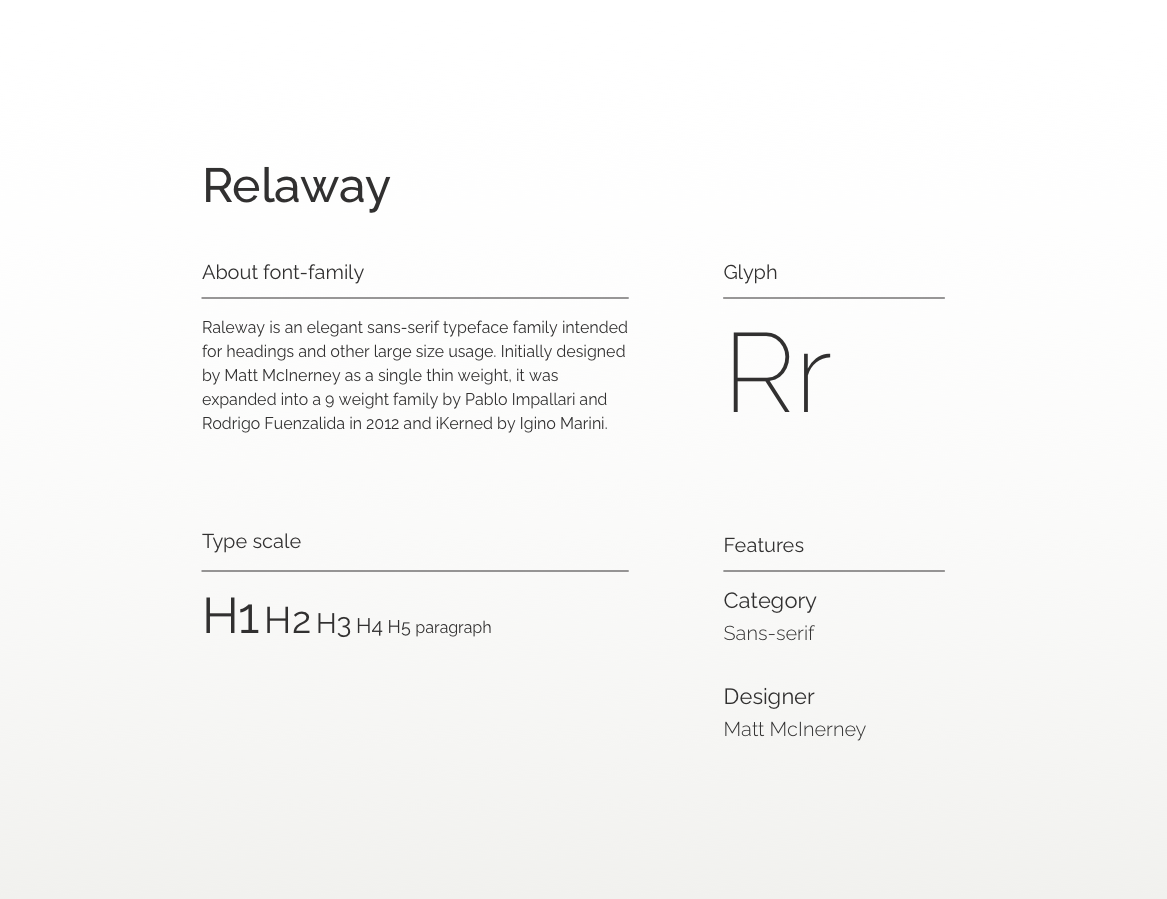 Relaway
About font-family
Raleway is an elegant sans-serif typeface family intended
for headings and other large size usage. Initially designed
by Matt McInerney as a single thin weight, it was
expanded into a 9 weight family by Pablo Impallari and
Rodrigo Fuenzalida in 2012 and iKerned by Igino Marini.
Glyph
Rr
Type scale
H1 H2 H3 H4 H5 paragraph
Features
Category
Sans-serif
Designer
Matt McInerney